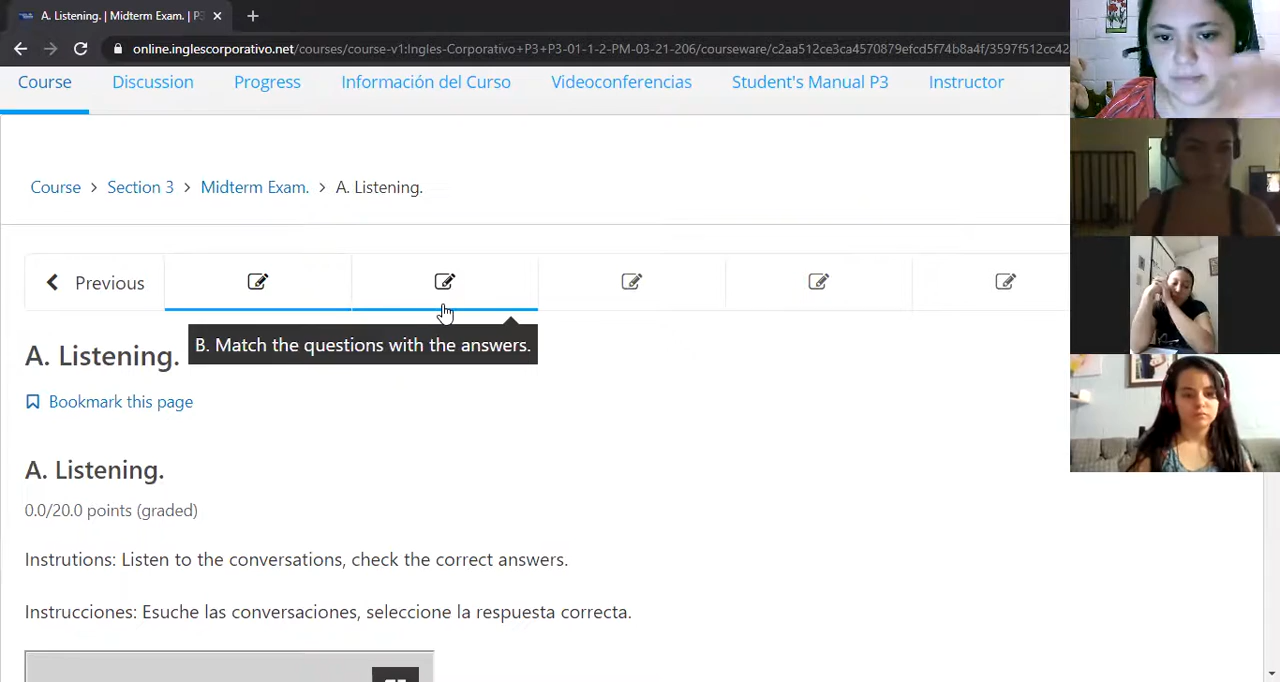 A. Listening. | Midterm Exam. | P3
online.inglescorporativo.net/courses/course-v1:Ingles-Corporativo+P3+P3-01-1-2-PM-03-21-206/courseware/c2aa512ce3ca4570879efcd5f74b8a4f/3597f512cc42
Course Discussion Progress Información del Curso Videoconferencias Student's Manual P3 Instructor
Course > Section 3 > Midterm Exam. > A. Listening.
Previous
B. Match the questions with the answers.
A. Listening.
Bookmark this page
A. Listening.
0.0/20.0 points (graded)
Instrutions: Listen to the conversations, check the correct answers.
Instrucciones: Esuche las conversaciones, seleccione la respuesta correcta.